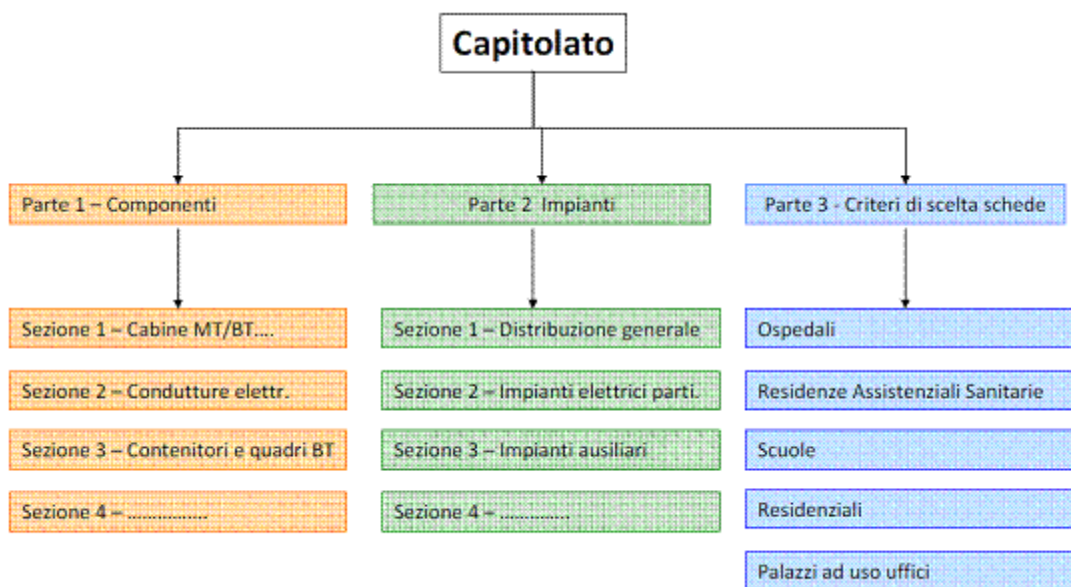 Capitolato
Parte 1 – Componenti
Parte 2 Impianti
Parte 3 - Criteri di scelta schede
Sezione 1 – Cabine MT/BT....
Sezione 1 – Distribuzione generale
Ospedali
Sezione 2 – Condutture elettr.
Sezione 2 – Impianti elettrici parti.
Residenze Assistenziali Sanitarie
Sezione 3 – Contenitori e quadri BT
Sezione 3 – Impianti ausiliari
Scuole
Sezione 4 – ................
Sezione 4 – ..............
Residenziali
Palazzi ad uso uffici